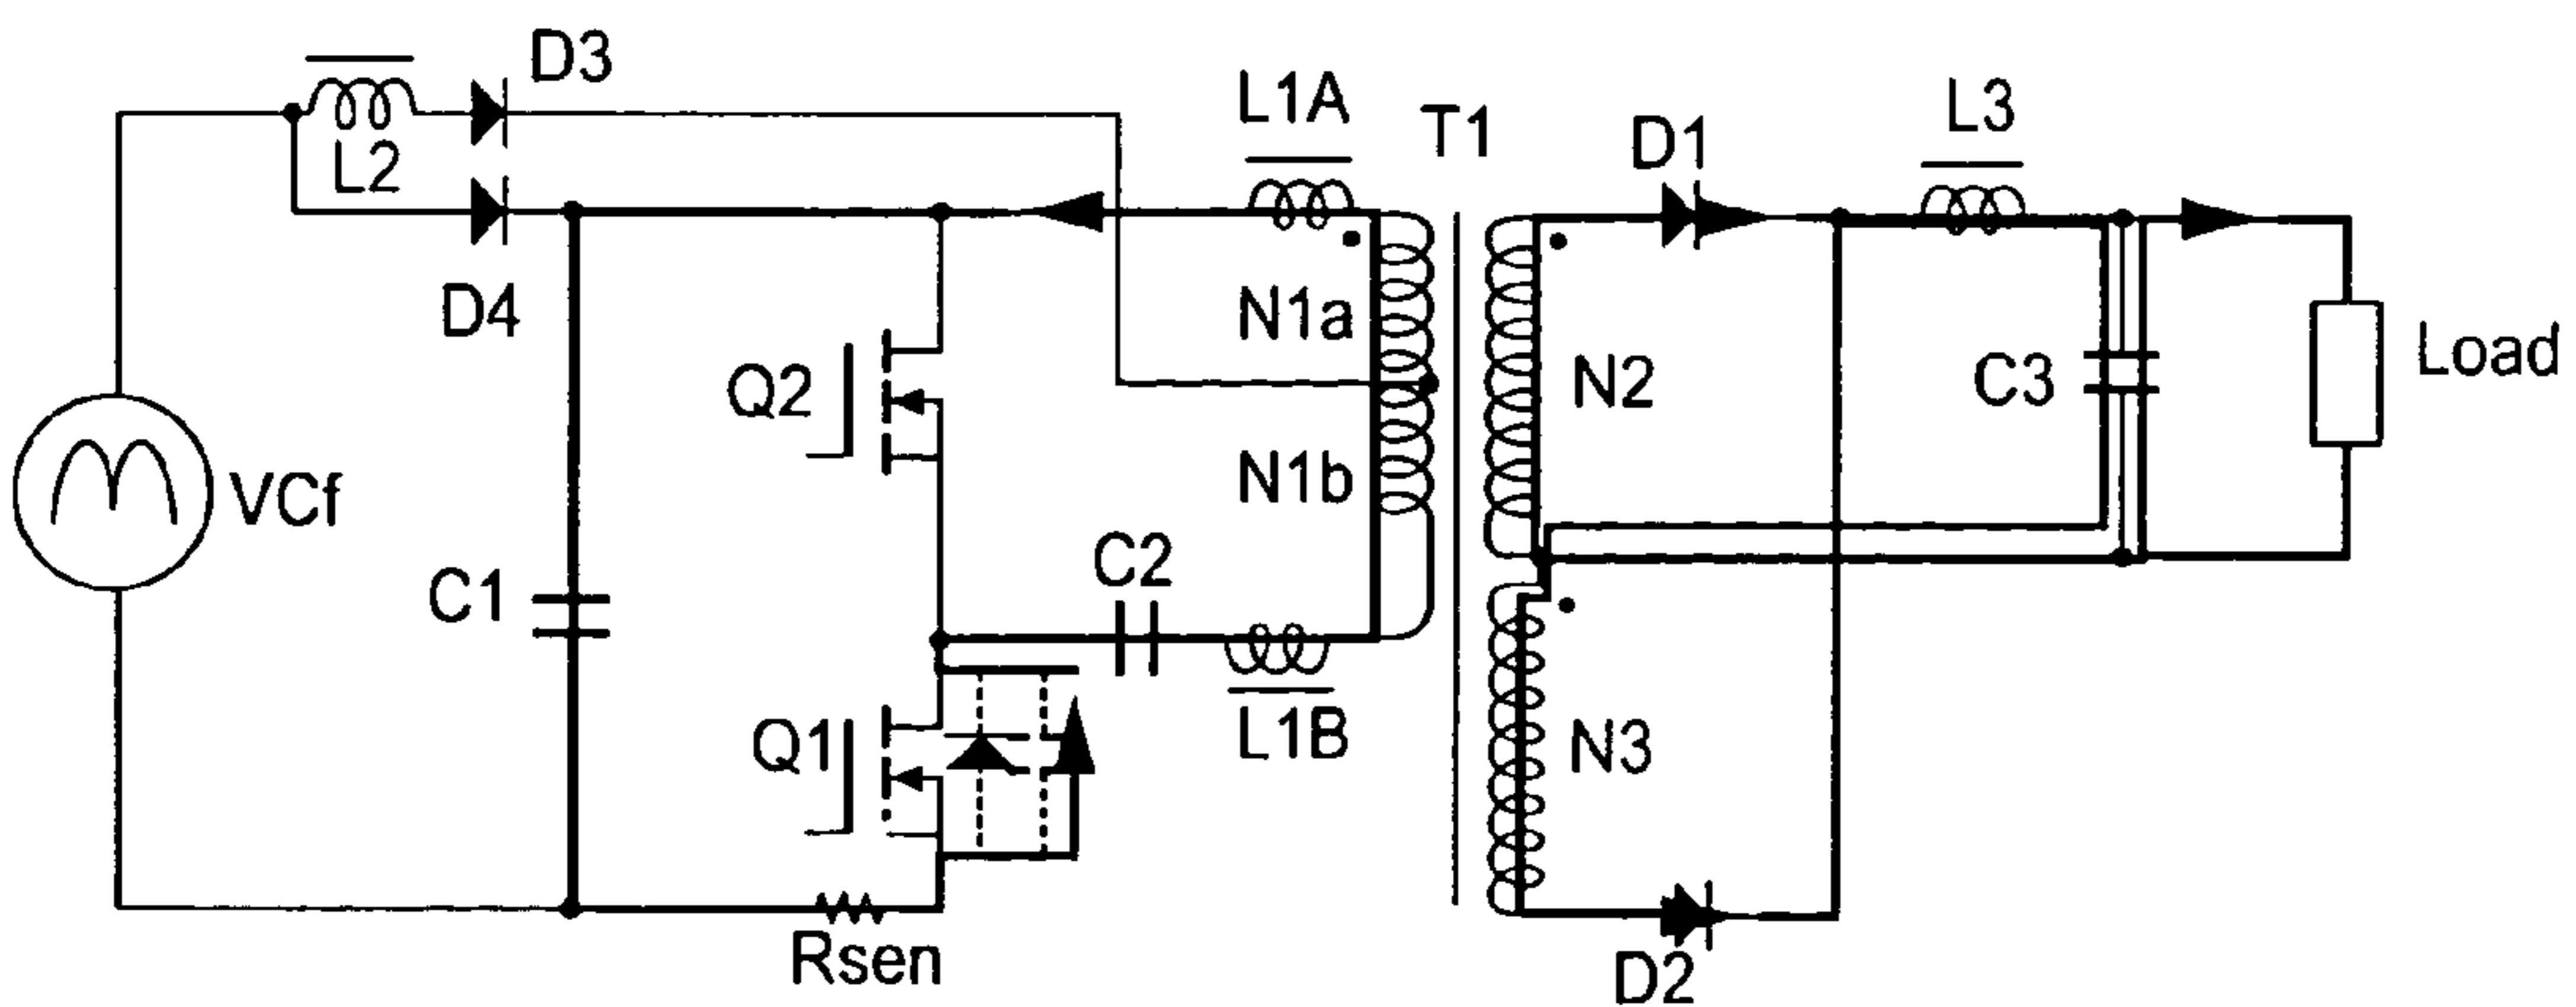 D3
L2
D4
VCf
C1
Q2
Q1
Rsen
C2
L1A
N1a
N1b
L1B
T1
D1
L3
N2
C3
Load
N3
D2